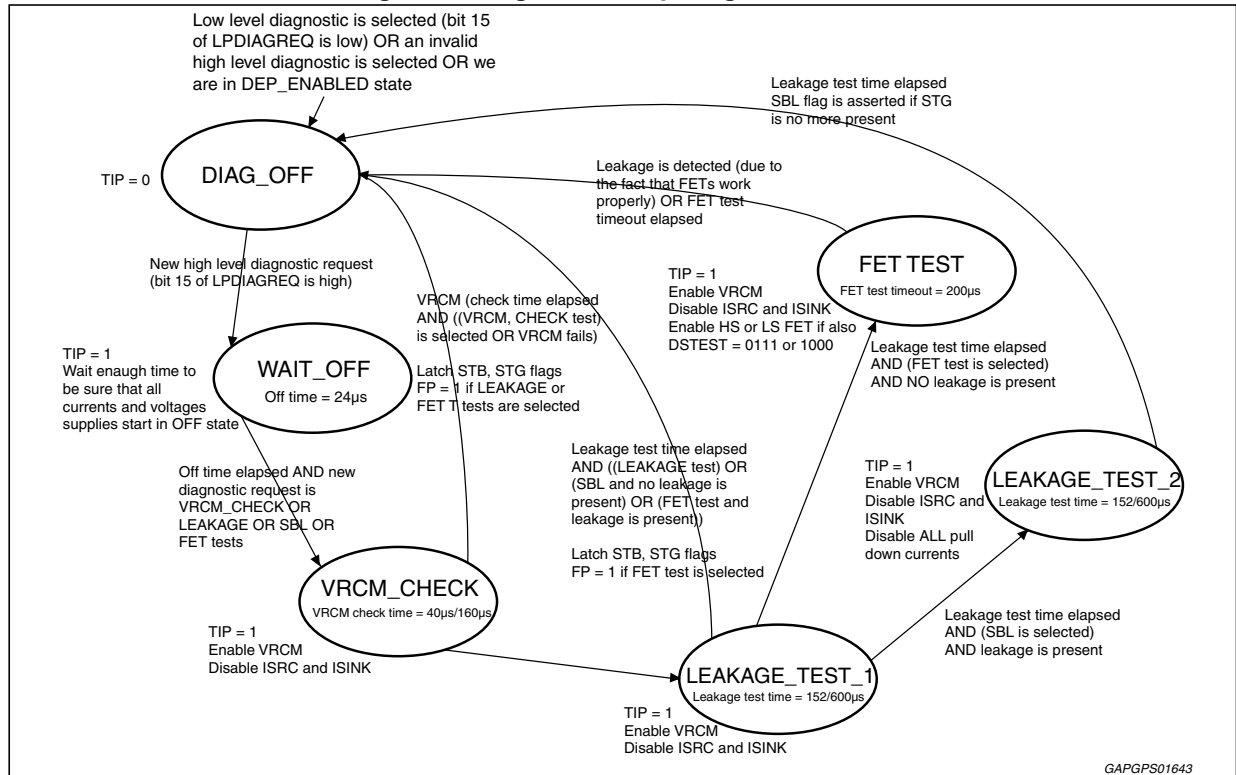 Low level diagnostic is selected (bit 15
of LPDIAGREQ is low) OR an invalid
high level diagnostic is selected OR we
are in DEP_ENABLED state
Leakage test time elapsed
SBL flag is asserted if STG
is no more present
DIAG_OFF
TIP = 0
Leakage is detected (due to
the fact that FETs work
properly) OR FET test
timeout elapsed
New high level diagnostic request
(bit 15 of LPDIAGREQ is high)
FET TEST
FET test timeout = 200µs
TIP = 1
Enable VRCM
Disable ISRC and ISINK
Enable HS or LS FET if also
DSTEST = 0111 or 1000
VRCM (check time elapsed
AND ((VRCM, CHECK test)
is selected OR VRCM fails)
Latch STB, STG flags
FP = 1 if LEAKAGE or
FET T tests are selected
TIP = 1
Wait enaugh time to
be sure that all
currents and voltages
supplies start in OFF state
WAIT_OFF
Off time = 24µs
Leakage test time elapsed
AND (FET test is selected)
AND NO leakage is present
Off time elapsed AND new
diagnostic request is
VRCM_CHECK OR
LEAKAGE OR SBL OR
FET tests
Leakage test time elapsed
AND ((LEAKAGE test) OR
(SBL and no leakage is
present) OR (FET test and
leakage is present))
Latch STB, STG flags
FP = 1 if FET test is selected
TIP = 1
Enable VRCM
Disable ISRC and
ISINK
Disable ALL pull
down currents
LEAKAGE_TEST_2
Leakage test time = 152/600µs
VRCM_CHECK
VRCM check time = 40µs/160µs
TIP = 1
Enable VRCM
Disable ISRC and ISINK
Leakage test time elapsed
AND (SBL is selected)
AND leakage is present
LEAKAGE_TEST_1
Leakage test time = 152/600µs
TIP = 1
Enable VRCM
Disable ISRC and ISINK
GAPGPS01643